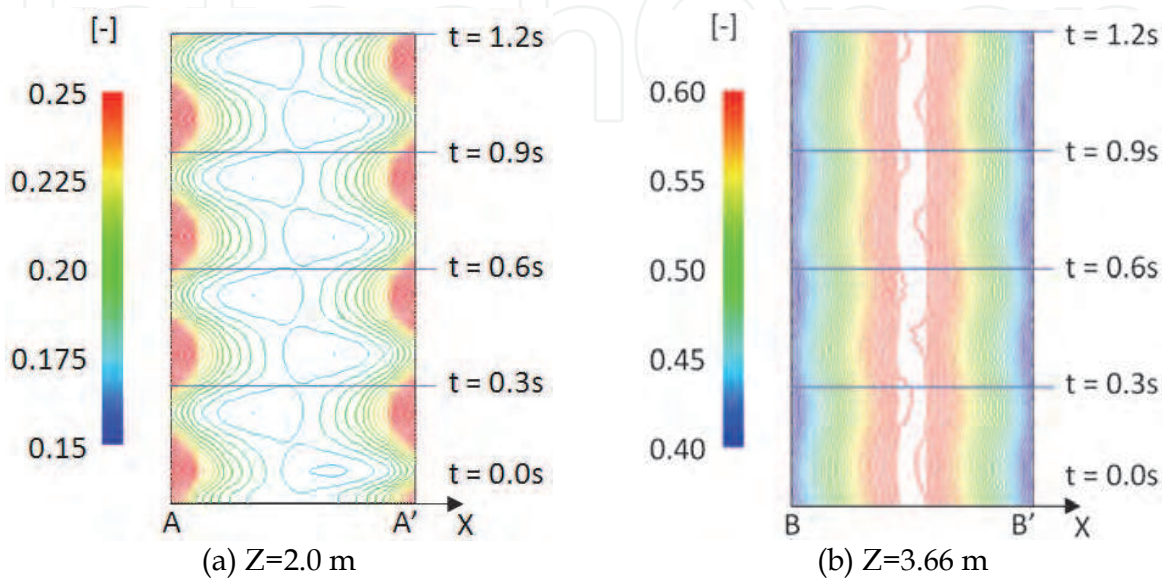 [-]
0.25
0.225
0.20
0.175
0.15
t = 1.2s
t = 0.9s
t = 0.6s
t = 0.3s
t = 0.0s
A
A'
X
(a) Z=2.0 m
[-]
0.60
0.55
0.50
0.45
0.40
t = 1.2s
t = 0.9s
t = 0.6s
t = 0.3s
t = 0.0s
B
B'
X
(b) Z=3.66 m